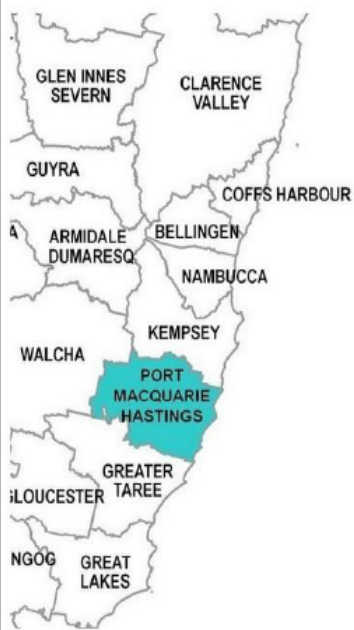 GLEN INNES
SEVERN
CLARENCE
VALLEY
GUYRA
COFFS HARBOUR
A
ARMIDALE
DUMARESQ
BELLINGEN
NAMBUCCA
KEMPSEY
WALCHA
PORT
MACQUARIE
HASTINGS
GREATER
TAREE
GLOUCESTER
NGOG
GREAT
LAKES